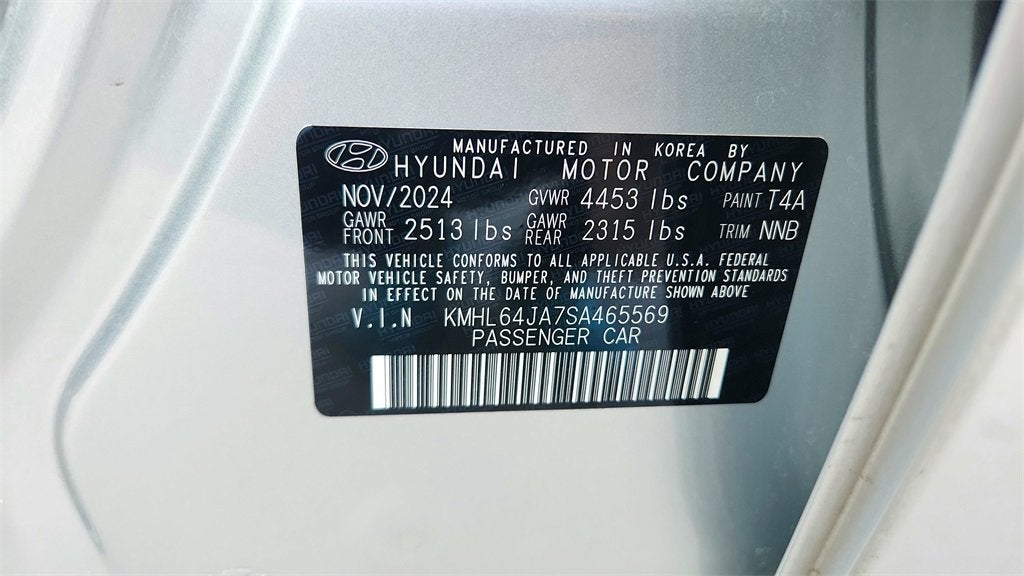 MANUFACTURED IN KOREA BY
HYUNDAI MOTOR COMPANY
NOV/2024 GVWR 4453 lbs PAINT T4A
GAWR FRONT 2513 lbs GAWR REAR 2315 lbs TRIM NNB
THIS VEHICLE CONFORMS TO ALL APPLICABLE U.S.A. FEDERAL
MOTOR VEHICLE SAFETY, BUMPER, AND THEFT PREVENTION STANDARDS
IN EFFECT ON THE DATE OF MANUFACTURE SHOWN ABOVE
V.I.N KMHL64JA7SA465569
PASSENGER CAR